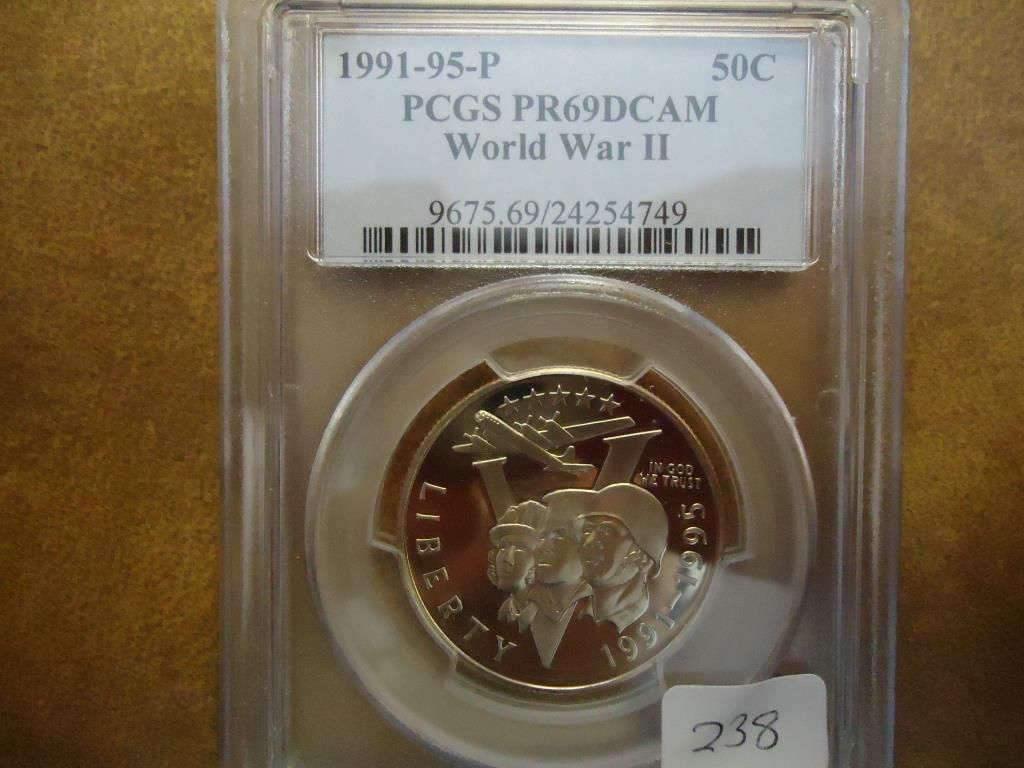 1991-95-P 50C
PCGS PR69DCAM
World War II
9675.69/24254749
IN GOD
WE TRUST
LIBERTY
1991-1995
238